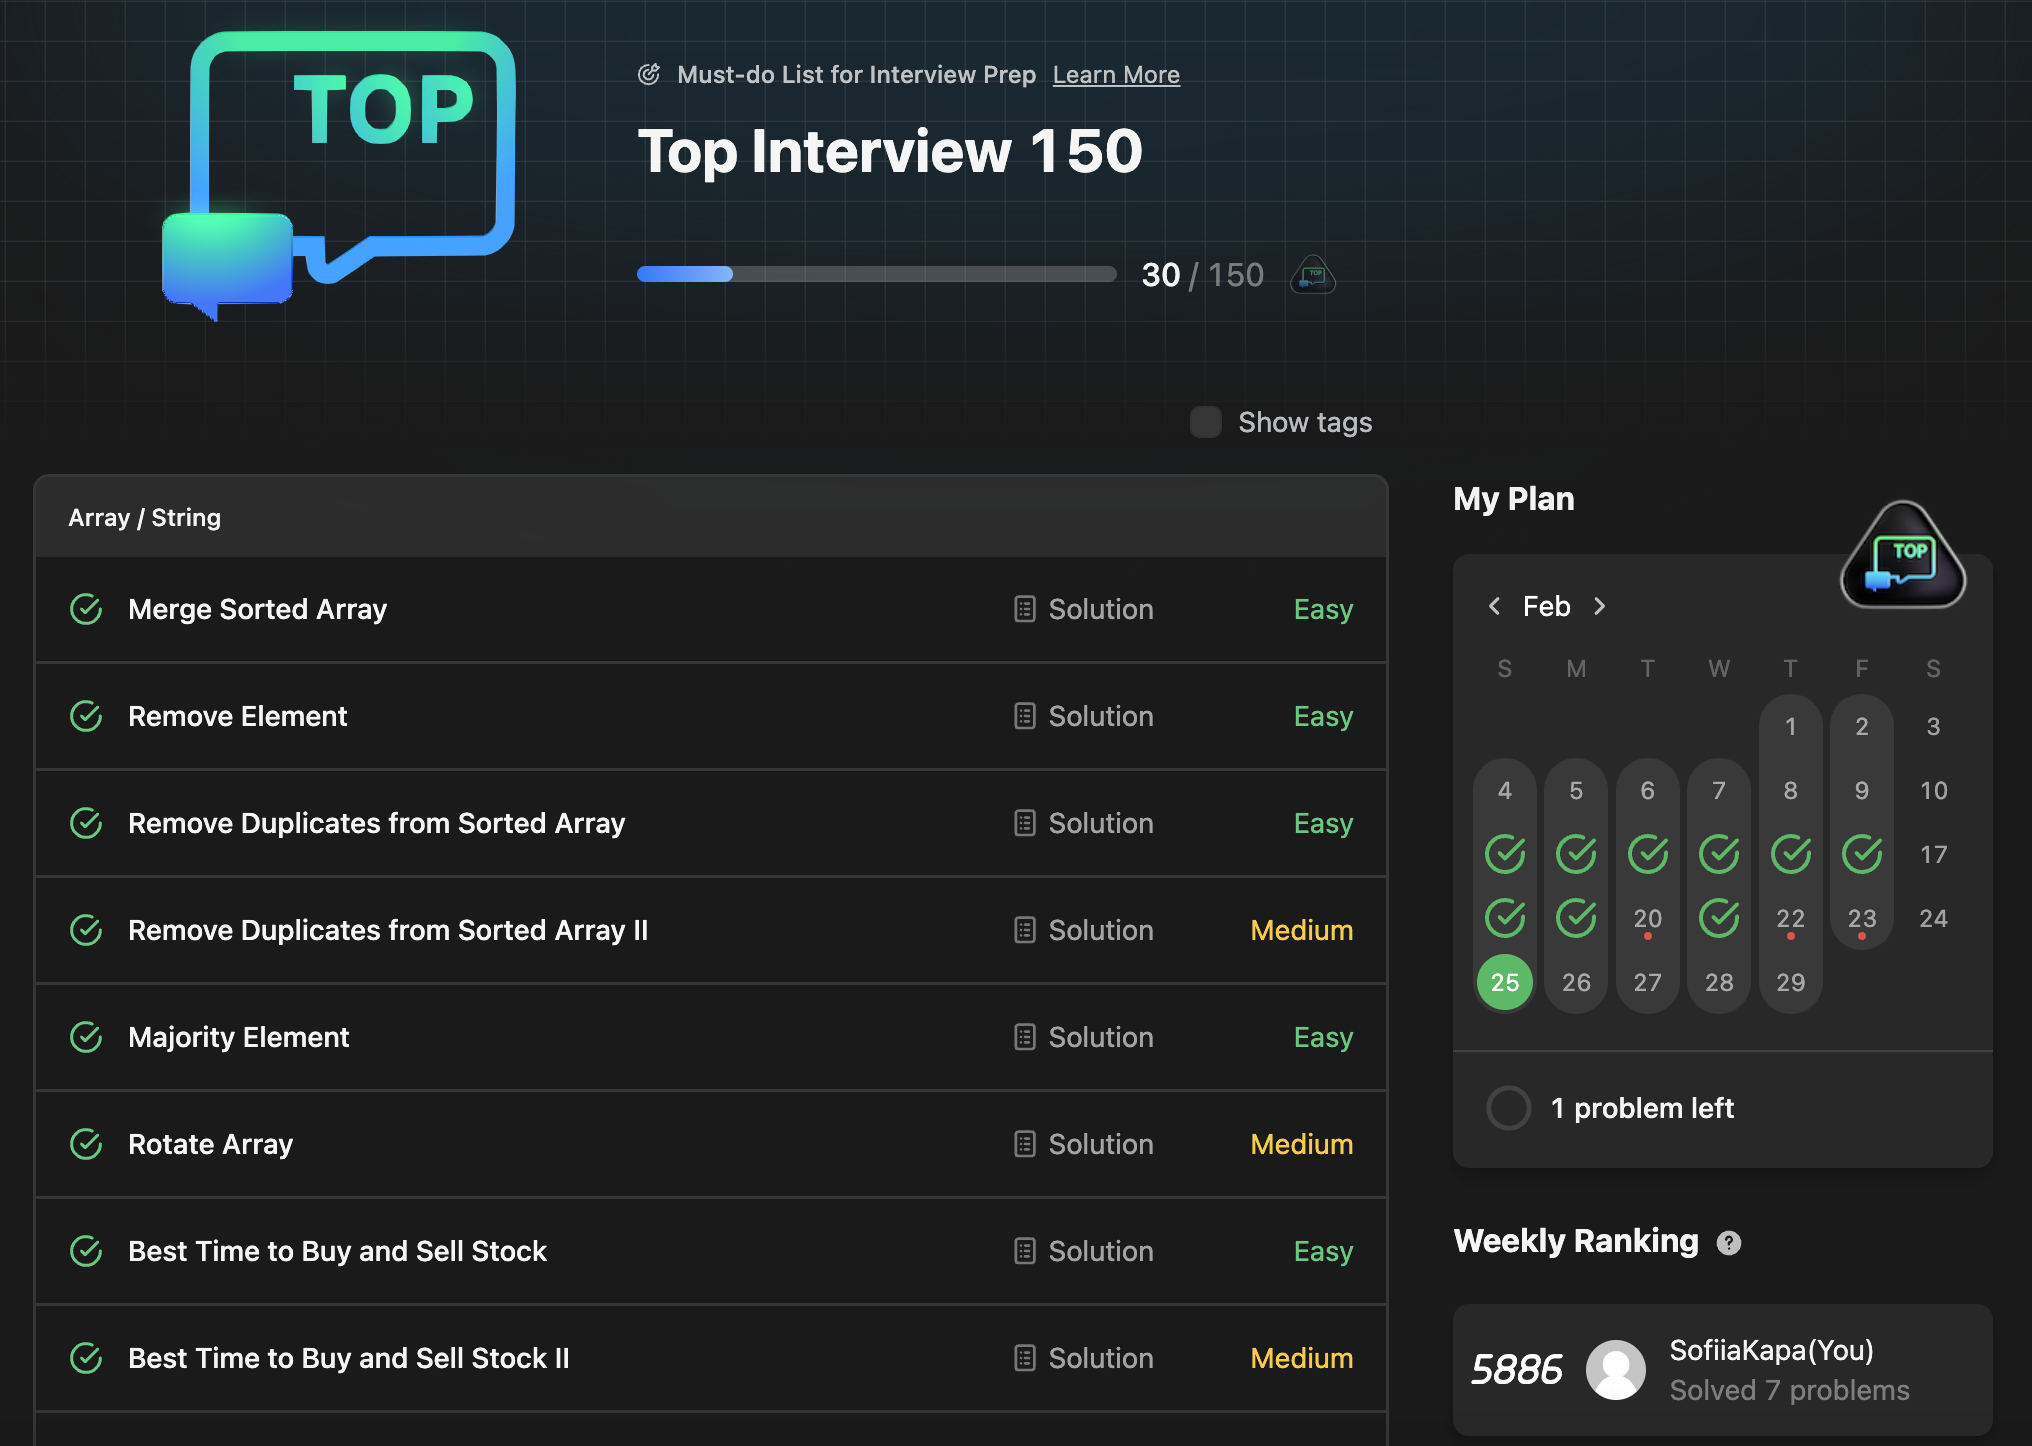 TOP
Must-do List for Interview Prep Learn More
Top Interview 150
30 / 150
TOP
Show tags
Array / String
Merge Sorted Array Solution Easy
Remove Element Solution Easy
Remove Duplicates from Sorted Array Solution Easy
Remove Duplicates from Sorted Array II Solution Medium
Majority Element Solution Easy
Rotate Array Solution Medium
Best Time to Buy and Sell Stock Solution Easy
Best Time to Buy and Sell Stock II Solution Medium
My Plan
TOP
Feb
S M T W T F S
1 2 3
4 5 6 7 8 9 10
17
20 22 23 24
25 26 27 28 29
1 problem left
Weekly Ranking ?
5886
SofiiaKapa(You)
Solved 7 problems